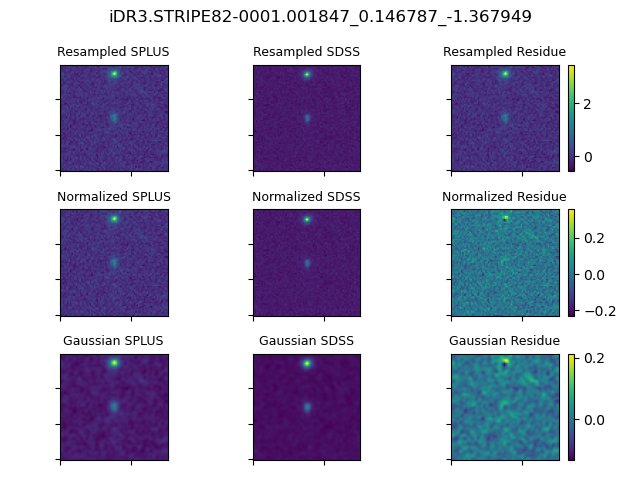 iDR3.STRIPE82-0001.001847_0.146787_-1.367949
Resampled SPLUS Resampled SDSS Resampled Residue
2
0
Normalized SPLUS Normalized SDSS Normalized Residue
0.2
0.0
−0.2
Gaussian SPLUS Gaussian SDSS Gaussian Residue
0.2
0.0